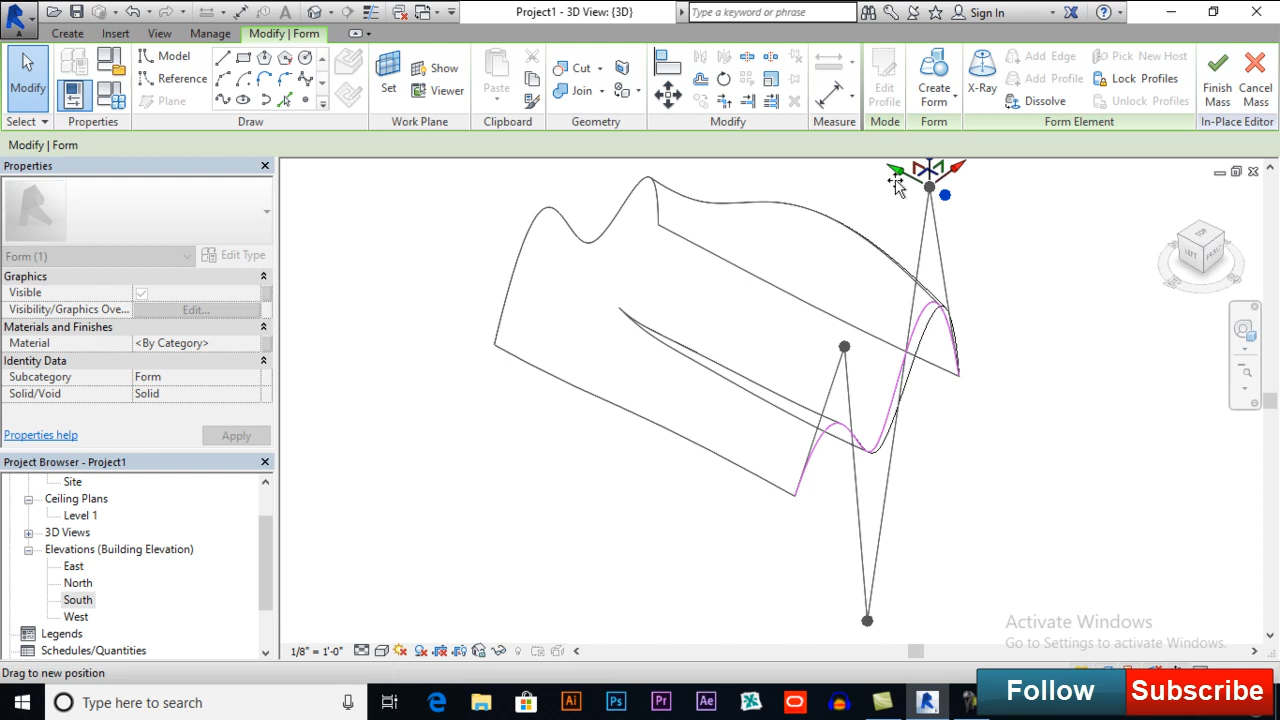 Project1 - 3D View: {3D}
Type a keyword or phrase
Sign In
Create
Insert
View
Manage
Modify | Form
Modify
Select
Properties
Model
Reference
Plane
Draw
Set
Show
Viewer
Work Plane
Paste
Clipboard
Cut
Join
Geometry
Modify
Measure
Edit
Profile
Mode
Create
Form
Form
X-Ray
Add Edge
Add Profile
Dissolve
Pick New Host
Lock Profiles
Unlock Profiles
Form Element
Finish
Mass
Cancel
Mass
In-Place Editor
Modify | Form
Properties
Form (1)
Edit Type
Graphics
Visible
Visibility/Graphics Ove...
Edit...
Materials and Finishes
Material
<By Category>
Identity Data
Subcategory
Form
Solid/Void
Solid
Properties help
Apply
Project Browser - Project1
Site
Ceiling Plans
Level 1
3D Views
Elevations (Building Elevation)
East
North
South
West
Legends
Schedules/Quantities
TOP
LEFT
FRONT
1/8" = 1'-0"
Activate Windows
Go to Settings to activate Windows.
Drag to new position
Type here to search
Follow
Subscribe